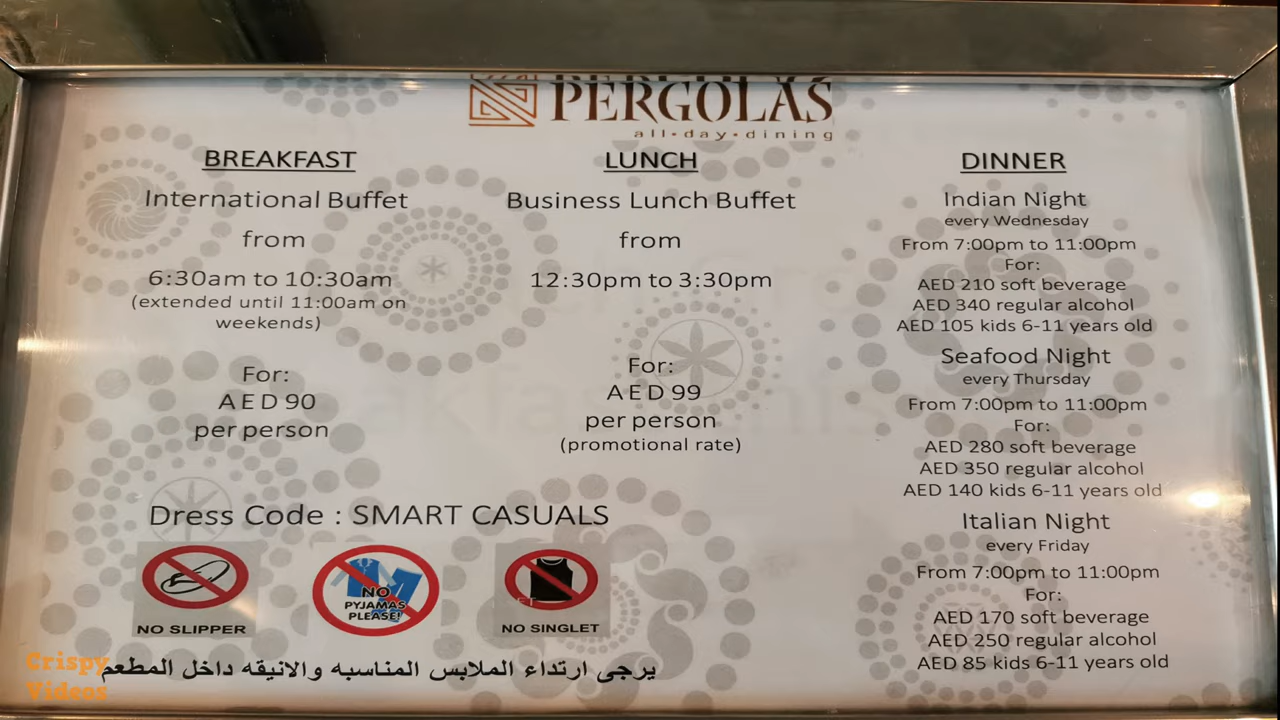 PERGOLAS
all•day•dining
BREAKFAST
International Buffet
from
6:30am to 10:30am
(extended until 11:00am on
weekends)
For:
AED 90
per person
LUNCH
Business Lunch Buffet
from
12:30pm to 3:30pm
For:
AED 99
per person
(promotional rate)
DINNER
Indian Night
every Wednesday
From 7:00pm to 11:00pm
For:
AED 210 soft beverage
AED 340 regular alcohol
AED 105 kids 6-11 years old
Seafood Night
every Thursday
From 7:00pm to 11:00pm
For:
AED 280 soft beverage
AED 350 regular alcohol
AED 140 kids 6-11 years old
Italian Night
every Friday
From 7:00pm to 11:00pm
For:
AED 170 soft beverage
AED 250 regular alcohol
AED 85 kids 6-11 years old
Dress Code : SMART CASUALS
NO SLIPPER
NO
PYJAMAS
PLEASE!
NO SINGLET
يرجى ارتداء الملابس المناسبه والانيقه داخل المطعم
Crispy
Videos